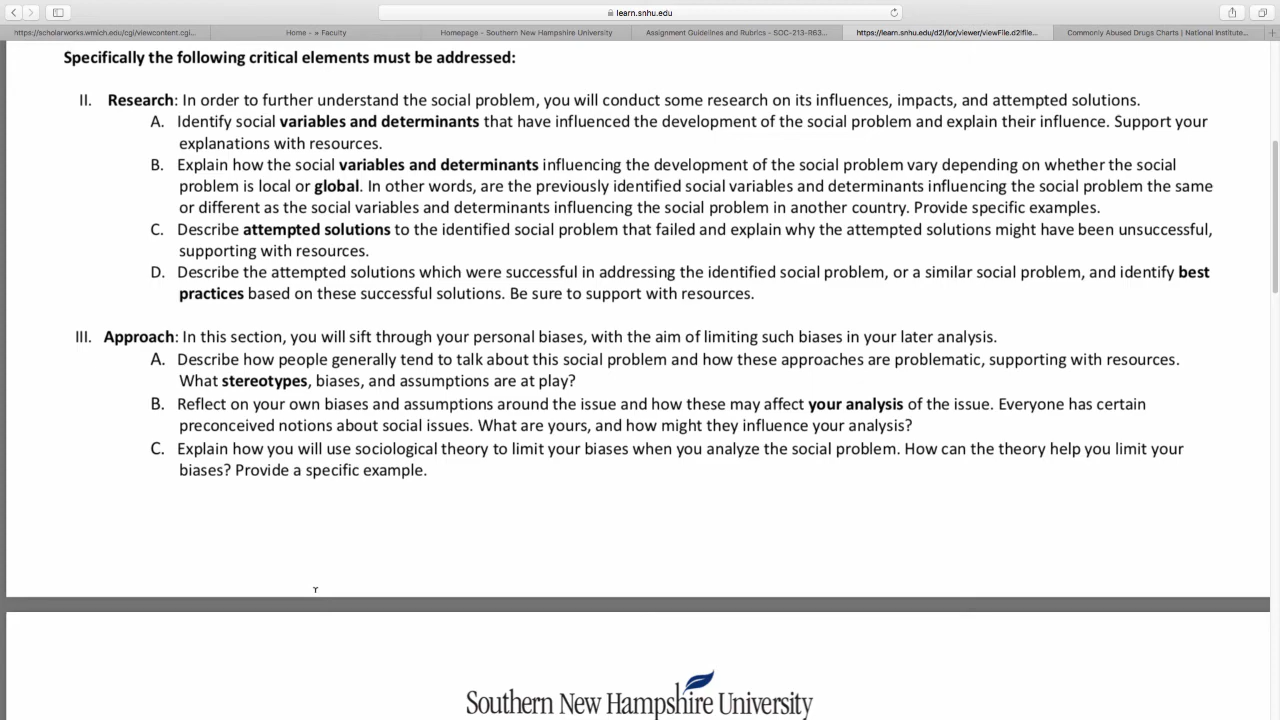 learn.snhu.edu
https://scholarworks.wmich.edu/cgi/viewcontent.cgi...
Home - » Faculty
Homepage - Southern New Hampshire University
Assignment Guidelines and Rubrics - SOC-213-R63...
https://learn.snhu.edu/d2l/lor/viewer/viewFile.d2lfile...
Commonly Abused Drugs Charts | National Institute...
Specifically the following critical elements must be addressed:
II. Research: In order to further understand the social problem, you will conduct some research on its influences, impacts, and attempted solutions.
A. Identify social variables and determinants that have influenced the development of the social problem and explain their influence. Support your
explanations with resources.
B. Explain how the social variables and determinants influencing the development of the social problem vary depending on whether the social
problem is local or global. In other words, are the previously identified social variables and determinants influencing the social problem the same
or different as the social variables and determinants influencing the social problem in another country. Provide specific examples.
C. Describe attempted solutions to the identified social problem that failed and explain why the attempted solutions might have been unsuccessful,
supporting with resources.
D. Describe the attempted solutions which were successful in addressing the identified social problem, or a similar social problem, and identify best
practices based on these successful solutions. Be sure to support with resources.
III. Approach: In this section, you will sift through your personal biases, with the aim of limiting such biases in your later analysis.
A. Describe how people generally tend to talk about this social problem and how these approaches are problematic, supporting with resources.
What stereotypes, biases, and assumptions are at play?
B. Reflect on your own biases and assumptions around the issue and how these may affect your analysis of the issue. Everyone has certain
preconceived notions about social issues. What are yours, and how might they influence your analysis?
C. Explain how you will use sociological theory to limit your biases when you analyze the social problem. How can the theory help you limit your
biases? Provide a specific example.
Southern New Hampshire University